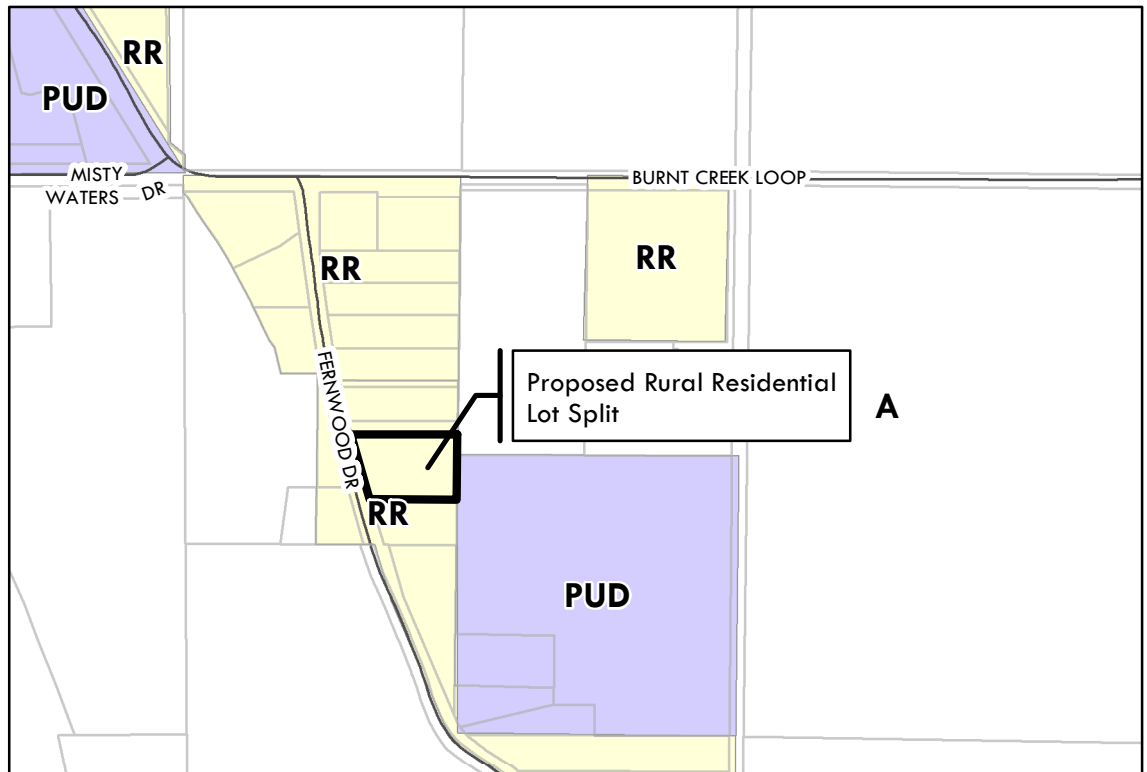 RR
PUD
MISTY
WATERS DR
BURNT CREEK LOOP
RR
RR
FERNWOOD DR
Proposed Rural Residential
Lot Split
A
RR
PUD